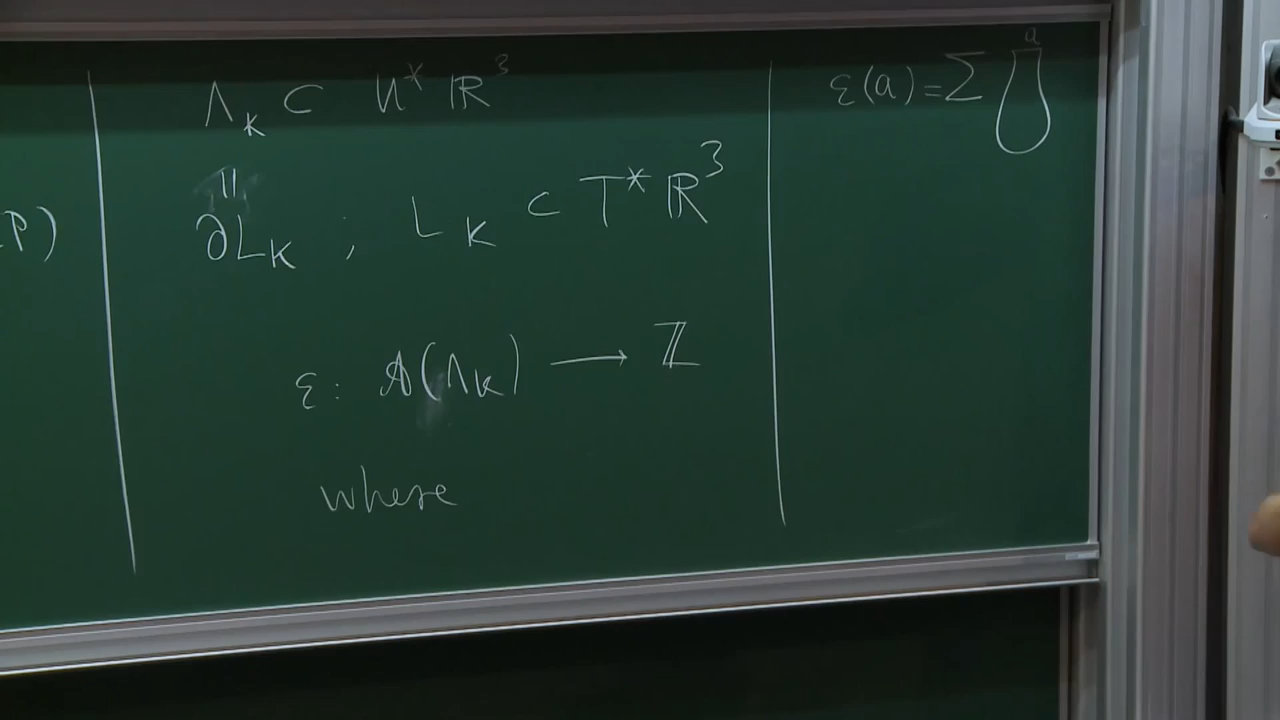 P)
Λ_K ⊂ U* ℝ³
||
∂L_K ; L_K ⊂ T*ℝ³
ε: 𝒜(Λ_K) ⟶ ℤ
where
a
ε(a) = Σ